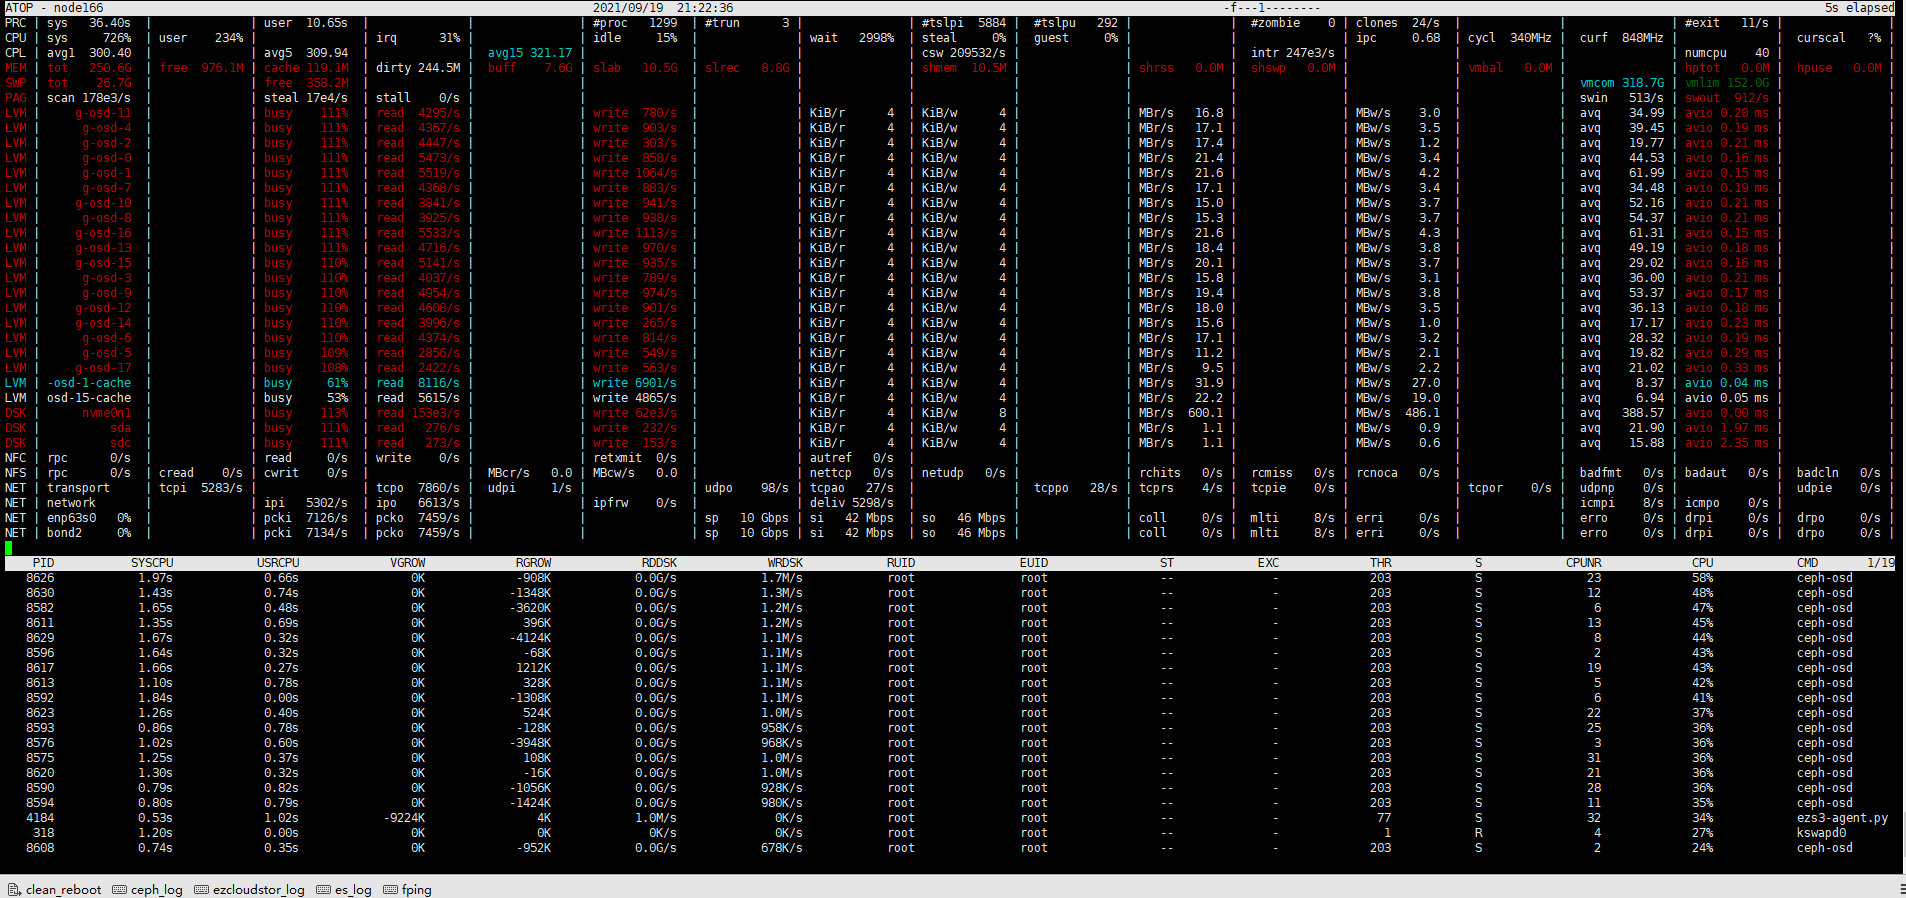 ATOP - node166 2021/09/19 21:22:36 -f---1-------- 5s elapsed
PRC | sys 36.40s | | user 10.65s | | | #proc 1299 | #trun 3 | | #tslpi 5884 | #tslpu 292 | | #zombie 0 | clones 24/s | | | #exit 11/s | |
CPU | sys 726% | user 234% | | irq 31% | | idle 15% | | wait 2998% | steal 0% | guest 0% | | | ipc 0.68 | cycl 340MHz | curf 848MHz | | curscal ?% |
CPL | avg1 300.40 | | avg5 309.94 | | avg15 321.17 | | | | csw 209532/s | | | intr 247e3/s | | | | numcpu 40 | |
MEM | tot 250.6G | free 976.1M | cache 119.1M | dirty 244.5M | buff 7.6G | slab 10.5G | slrec 8.8G | | shmem 10.5M | | shrss 0.0M | shswp 0.0M | | vmbal 0.0M | | hptot 0.0M | hpuse 0.0M |
SWP | tot 26.7G | | free 358.2M | | | | | | | | | | | | vmcom 318.7G | vmlim 152.0G | |
PAG | scan 178e3/s | | steal 17e4/s | stall 0/s | | | | | | | | | | | swin 513/s | swout 912/s | |
LVM | g-osd-11 | | busy 111% | read 4295/s | | write 780/s | | KiB/r 4 | KiB/w 4 | | MBr/s 16.8 | | MBw/s 3.0 | | avq 34.99 | avio 0.20 ms | |
LVM | g-osd-4 | | busy 111% | read 4367/s | | write 903/s | | KiB/r 4 | KiB/w 4 | | MBr/s 17.1 | | MBw/s 3.5 | | avq 39.45 | avio 0.19 ms | |
LVM | g-osd-2 | | busy 111% | read 4447/s | | write 303/s | | KiB/r 4 | KiB/w 4 | | MBr/s 17.4 | | MBw/s 1.2 | | avq 19.77 | avio 0.21 ms | |
LVM | g-osd-0 | | busy 111% | read 5473/s | | write 858/s | | KiB/r 4 | KiB/w 4 | | MBr/s 21.4 | | MBw/s 3.4 | | avq 44.53 | avio 0.16 ms | |
LVM | g-osd-1 | | busy 111% | read 5519/s | | write 1064/s | | KiB/r 4 | KiB/w 4 | | MBr/s 21.6 | | MBw/s 4.2 | | avq 61.99 | avio 0.15 ms | |
LVM | g-osd-7 | | busy 111% | read 4368/s | | write 883/s | | KiB/r 4 | KiB/w 4 | | MBr/s 17.1 | | MBw/s 3.4 | | avq 34.48 | avio 0.19 ms | |
LVM | g-osd-10 | | busy 111% | read 3841/s | | write 941/s | | KiB/r 4 | KiB/w 4 | | MBr/s 15.0 | | MBw/s 3.7 | | avq 52.16 | avio 0.21 ms | |
LVM | g-osd-8 | | busy 111% | read 3925/s | | write 938/s | | KiB/r 4 | KiB/w 4 | | MBr/s 15.3 | | MBw/s 3.7 | | avq 54.37 | avio 0.21 ms | |
LVM | g-osd-16 | | busy 111% | read 5533/s | | write 1113/s | | KiB/r 4 | KiB/w 4 | | MBr/s 21.6 | | MBw/s 4.3 | | avq 61.31 | avio 0.15 ms | |
LVM | g-osd-13 | | busy 111% | read 4716/s | | write 970/s | | KiB/r 4 | KiB/w 4 | | MBr/s 18.4 | | MBw/s 3.8 | | avq 49.19 | avio 0.18 ms | |
LVM | g-osd-15 | | busy 110% | read 5141/s | | write 935/s | | KiB/r 4 | KiB/w 4 | | MBr/s 20.1 | | MBw/s 3.7 | | avq 29.02 | avio 0.16 ms | |
LVM | g-osd-3 | | busy 110% | read 4037/s | | write 789/s | | KiB/r 4 | KiB/w 4 | | MBr/s 15.8 | | MBw/s 3.1 | | avq 36.00 | avio 0.21 ms | |
LVM | g-osd-9 | | busy 110% | read 4954/s | | write 974/s | | KiB/r 4 | KiB/w 4 | | MBr/s 19.4 | | MBw/s 3.8 | | avq 53.37 | avio 0.17 ms | |
LVM | g-osd-12 | | busy 110% | read 4608/s | | write 901/s | | KiB/r 4 | KiB/w 4 | | MBr/s 18.0 | | MBw/s 3.5 | | avq 36.13 | avio 0.18 ms | |
LVM | g-osd-14 | | busy 110% | read 3996/s | | write 265/s | | KiB/r 4 | KiB/w 4 | | MBr/s 15.6 | | MBw/s 1.0 | | avq 17.17 | avio 0.23 ms | |
LVM | g-osd-6 | | busy 110% | read 4374/s | | write 814/s | | KiB/r 4 | KiB/w 4 | | MBr/s 17.1 | | MBw/s 3.2 | | avq 28.32 | avio 0.19 ms | |
LVM | g-osd-5 | | busy 109% | read 2856/s | | write 549/s | | KiB/r 4 | KiB/w 4 | | MBr/s 11.2 | | MBw/s 2.1 | | avq 19.82 | avio 0.29 ms | |
LVM | g-osd-17 | | busy 108% | read 2422/s | | write 563/s | | KiB/r 4 | KiB/w 4 | | MBr/s 9.5 | | MBw/s 2.2 | | avq 21.02 | avio 0.33 ms | |
LVM | -osd-1-cache | | busy 61% | read 8116/s | | write 6901/s | | KiB/r 4 | KiB/w 4 | | MBr/s 31.9 | | MBw/s 27.0 | | avq 8.37 | avio 0.04 ms | |
LVM | osd-15-cache | | busy 53% | read 5615/s | | write 4865/s | | KiB/r 4 | KiB/w 4 | | MBr/s 22.2 | | MBw/s 19.0 | | avq 6.94 | avio 0.05 ms | |
DSK | nvme0n1 | | busy 113% | read 153e3/s | | write 62e3/s | | KiB/r 4 | KiB/w 8 | | MBr/s 600.1 | | MBw/s 486.1 | | avq 388.57 | avio 0.00 ms | |
DSK | sda | | busy 111% | read 276/s | | write 232/s | | KiB/r 4 | KiB/w 4 | | MBr/s 1.1 | | MBw/s 0.9 | | avq 21.90 | avio 1.97 ms | |
DSK | sdc | | busy 111% | read 273/s | | write 153/s | | KiB/r 4 | KiB/w 4 | | MBr/s 1.1 | | MBw/s 0.6 | | avq 15.88 | avio 2.35 ms | |
NFC | rpc 0/s | | read 0/s | write 0/s | | retxmit 0/s | | autref 0/s | | | | | | | | | |
NFS | rpc 0/s | cread 0/s | cwrit 0/s | | MBcr/s 0.0 | MBcw/s 0.0 | | nettcp 0/s | netudp 0/s | | rchits 0/s | rcmiss 0/s | rcnoca 0/s | | badfmt 0/s | badaut 0/s | badcln 0/s |
NET | transport | tcpi 5283/s | | tcpo 7860/s | udpi 1/s | | udpo 98/s | tcpao 27/s | | tcppo 28/s | tcprs 4/s | tcpie 0/s | | tcpor 0/s | udpnp 0/s | | udpie 0/s |
NET | network | | ipi 5302/s | ipo 6613/s | | ipfrw 0/s | | deliv 5298/s | | | | | | | icmpi 8/s | icmpo 0/s | |
NET | enp63s0 0% | | pcki 7126/s | pcko 7459/s | | | sp 10 Gbps | si 42 Mbps | so 46 Mbps | | coll 0/s | mlti 8/s | erri 0/s | | erro 0/s | drpi 0/s | drpo 0/s |
NET | bond2 0% | | pcki 7134/s | pcko 7459/s | | | sp 10 Gbps | si 42 Mbps | so 46 Mbps | | coll 0/s | mlti 8/s | erri 0/s | | erro 0/s | drpi 0/s | drpo 0/s |
PID SYSCPU USRCPU VGROW RGROW RDDSK WRDSK RUID EUID ST EXC THR S CPUNR CPU CMD 1/19
8626 1.97s 0.66s 0K -908K 0.0G/s 1.7M/s root root -- - 203 S 23 58% ceph-osd
8630 1.43s 0.74s 0K -1348K 0.0G/s 1.3M/s root root -- - 203 S 12 48% ceph-osd
8582 1.65s 0.48s 0K -3620K 0.0G/s 1.2M/s root root -- - 203 S 6 47% ceph-osd
8611 1.35s 0.69s 0K 396K 0.0G/s 1.2M/s root root -- - 203 S 13 45% ceph-osd
8629 1.67s 0.32s 0K -4124K 0.0G/s 1.1M/s root root -- - 203 S 8 44% ceph-osd
8596 1.64s 0.32s 0K -68K 0.0G/s 1.1M/s root root -- - 203 S 2 43% ceph-osd
8617 1.66s 0.27s 0K 1212K 0.0G/s 1.1M/s root root -- - 203 S 19 43% ceph-osd
8613 1.10s 0.78s 0K 328K 0.0G/s 1.1M/s root root -- - 203 S 5 42% ceph-osd
8592 1.84s 0.00s 0K -1308K 0.0G/s 1.1M/s root root -- - 203 S 6 41% ceph-osd
8623 1.26s 0.40s 0K 524K 0.0G/s 1.0M/s root root -- - 203 S 22 37% ceph-osd
8593 0.86s 0.78s 0K -128K 0.0G/s 958K/s root root -- - 203 S 25 36% ceph-osd
8576 1.02s 0.60s 0K -3948K 0.0G/s 968K/s root root -- - 203 S 3 36% ceph-osd
8575 1.25s 0.37s 0K 108K 0.0G/s 1.0M/s root root -- - 203 S 31 36% ceph-osd
8620 1.30s 0.32s 0K -16K 0.0G/s 1.0M/s root root -- - 203 S 21 36% ceph-osd
8590 0.79s 0.82s 0K -1056K 0.0G/s 928K/s root root -- - 203 S 28 36% ceph-osd
8594 0.80s 0.79s 0K -1424K 0.0G/s 980K/s root root -- - 203 S 11 35% ceph-osd
4184 0.53s 1.02s -9224K 4K 1.0M/s 0K/s root root -- - 77 S 32 34% ezs3-agent.py
318 1.20s 0.00s 0K 0K 0K/s 0K/s root root -- - 1 R 4 27% kswapd0
8608 0.74s 0.35s 0K -952K 0.0G/s 678K/s root root -- - 203 S 2 24% ceph-osd
clean_reboot ceph_log ezcloudstor_log es_log fping